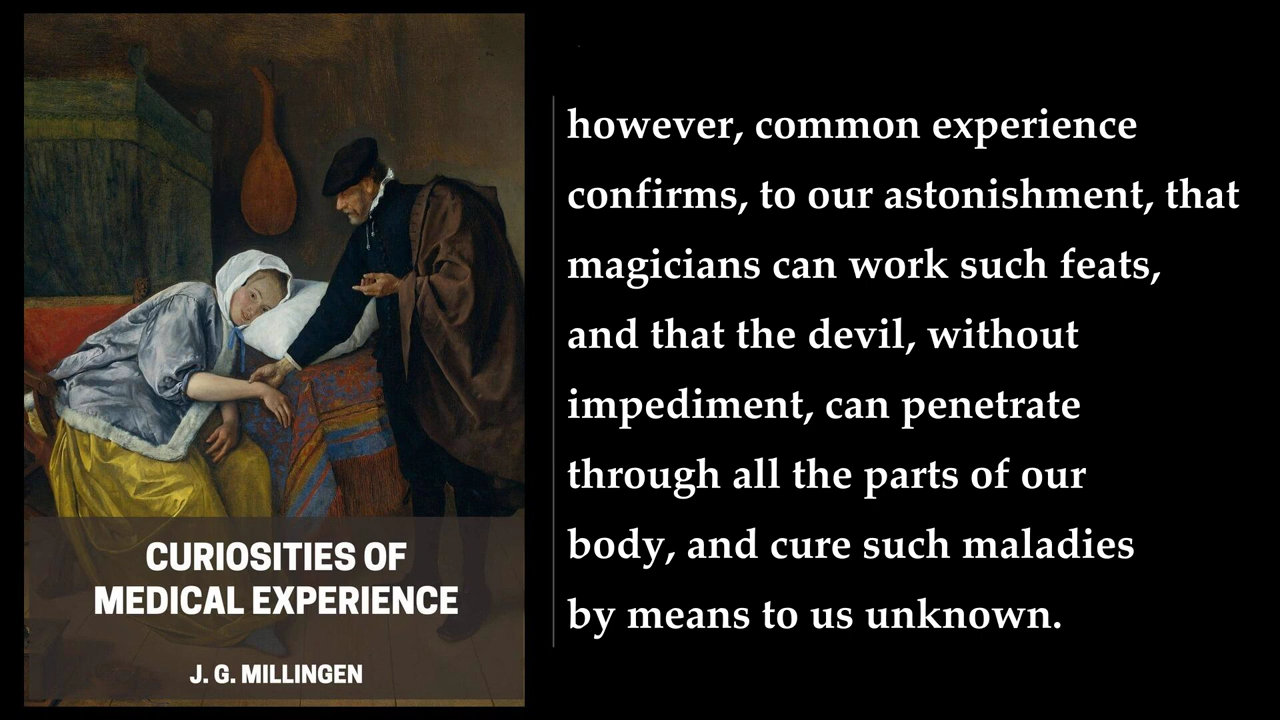 CURIOSITIES OF
MEDICAL EXPERIENCE
J. G. MILLINGEN
however, common experience
confirms, to our astonishment, that
magicians can work such feats,
and that the devil, without
impediment, can penetrate
through all the parts of our
body, and cure such maladies
by means to us unknown.